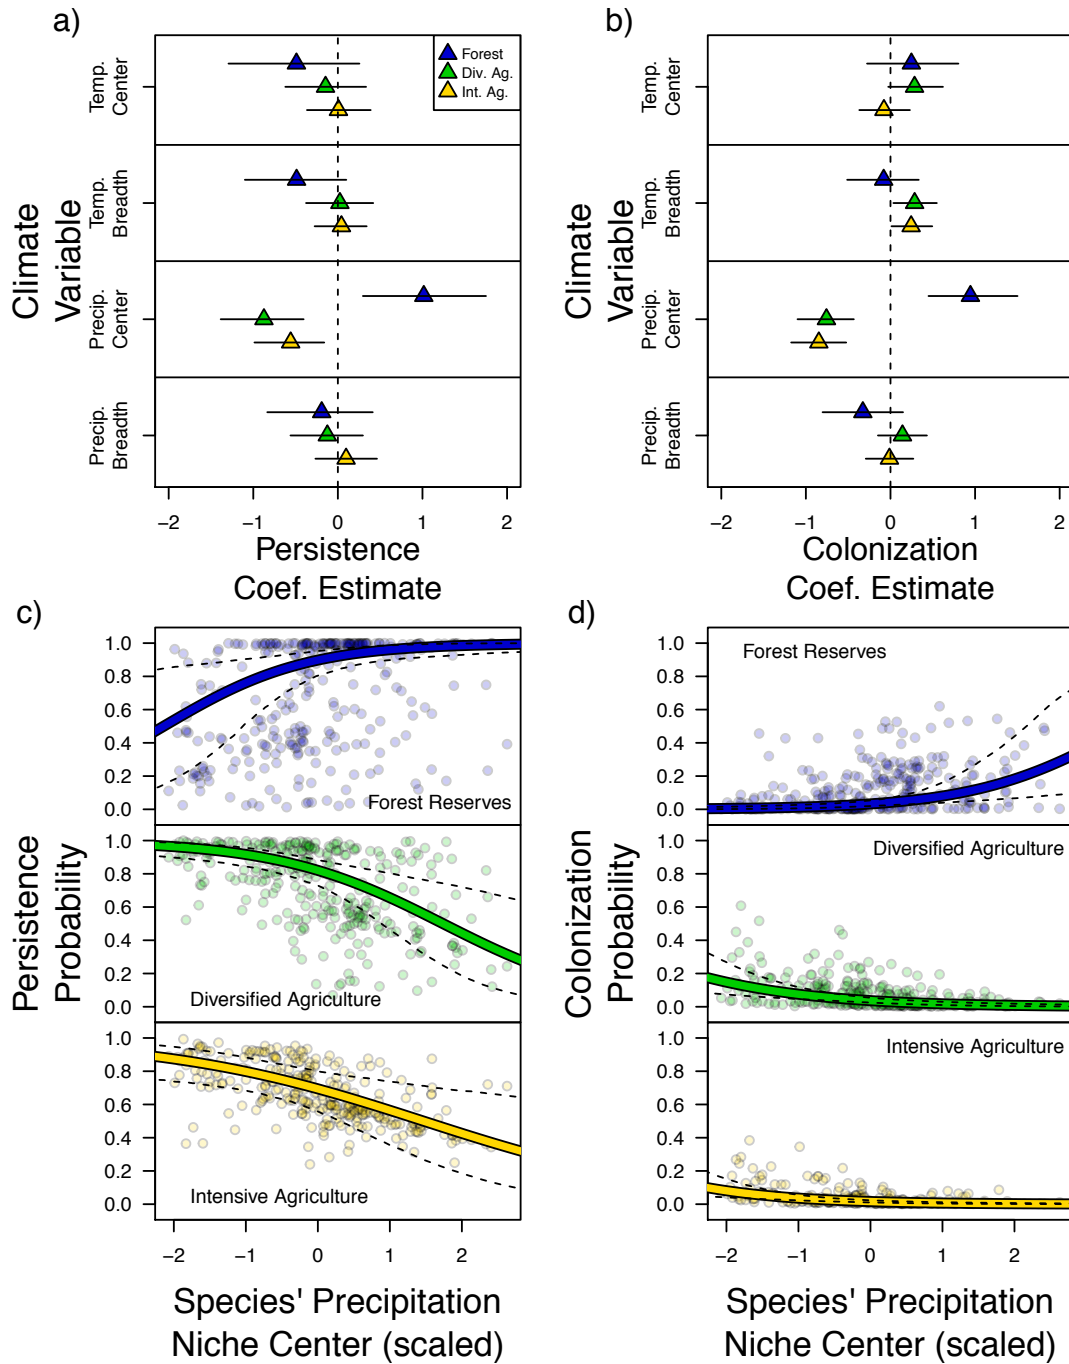 a)
Climate
Variable
Temp.
Center
Temp.
Breadth
Precip.
Center
Precip.
Breadth
Forest
Div. Ag.
Int. Ag.
−2 −1 0 1 2
Persistence
Coef. Estimate
b)
Climate
Variable
Temp.
Center
Temp.
Breadth
Precip.
Center
Precip.
Breadth
−2 −1 0 1 2
Colonization
Coef. Estimate
c)
Persistence
Probability
1.0
0.8
0.6
0.4
0.2
0.0
Forest Reserves
1.0
0.8
0.6
0.4
0.2
0.0
Diversified Agriculture
1.0
0.8
0.6
0.4
0.2
0.0
Intensive Agriculture
−2 −1 0 1 2
Species' Precipitation
Niche Center (scaled)
d)
Colonization
Probability
1.0
0.8
0.6
0.4
0.2
0.0
Forest Reserves
1.0
0.8
0.6
0.4
0.2
0.0
Diversified Agriculture
1.0
0.8
0.6
0.4
0.2
0.0
Intensive Agriculture
−2 −1 0 1 2
Species' Precipitation
Niche Center (scaled)